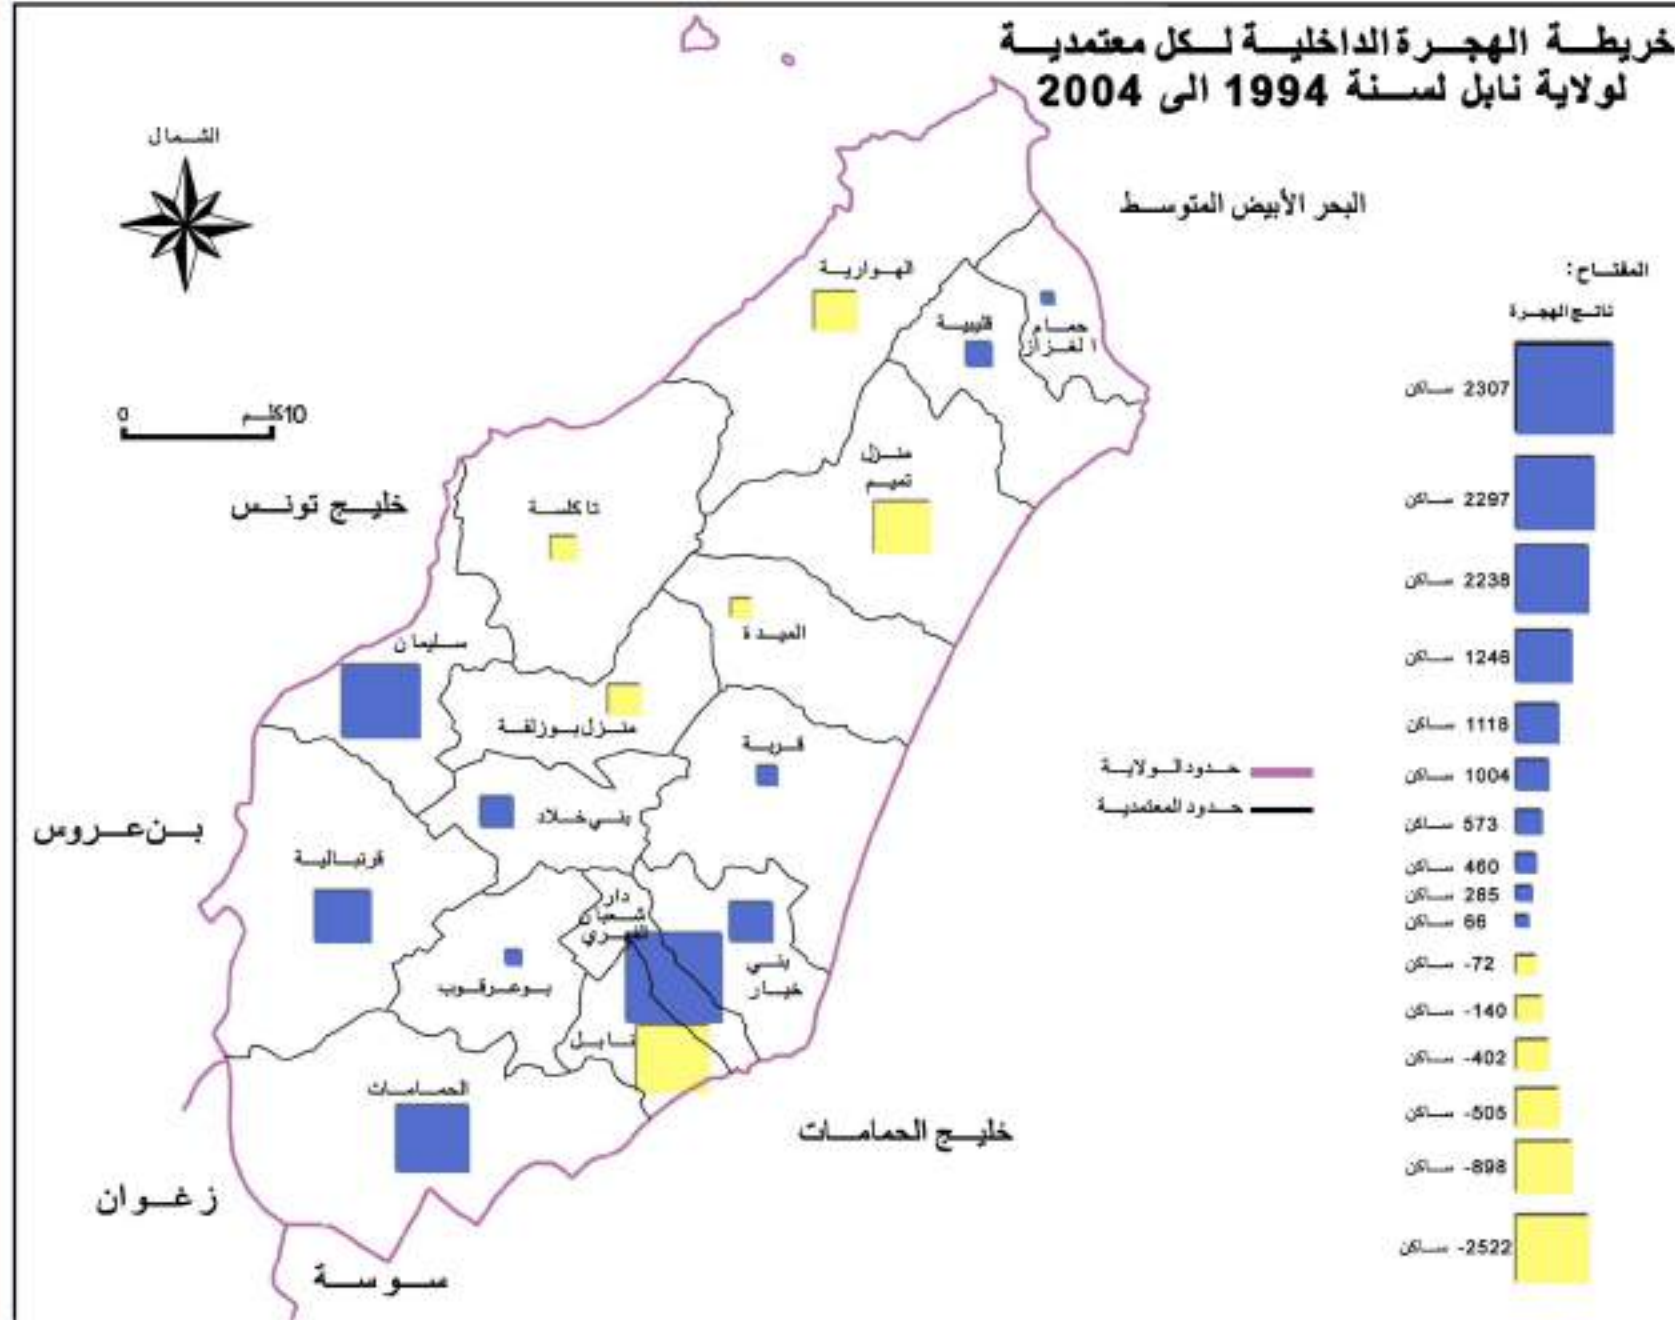 خريطة الهجرة الداخلية لكل معتمدية
لولاية نابل لسنة 1994 الى 2004
الشمال
البحر الأبيض المتوسط
الهوارية
حمام
الغزاز
قليبية
0 10كلم
منزل
تميم
خليج تونس
تاكلسة
الميدة
سليمان
منزل بوزلفة
قربة
بن عروس
بني خلاد
قرنبالية
دار
شعبان
الفهري
بني
خيار
بوعرقوب
نابل
الحمامات
خليج الحمامات
زغوان
سوسة
المفتاح:
ناتج الهجرة
2307 ساكن
2297 ساكن
2238 ساكن
1246 ساكن
1118 ساكن
1004 ساكن
573 ساكن
460 ساكن
285 ساكن
66 ساكن
-72 ساكن
-140 ساكن
-402 ساكن
-505 ساكن
-898 ساكن
-2522 ساكن
حدود الولاية
حدود المعتمدية